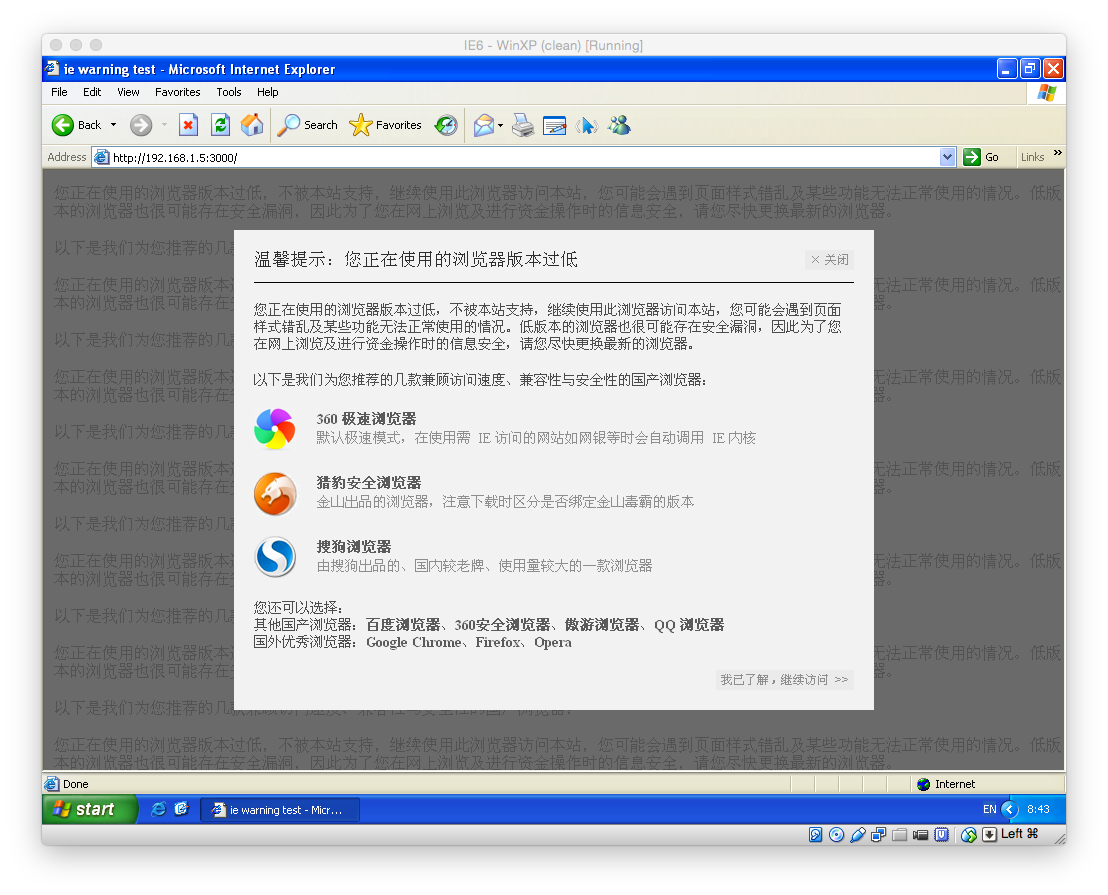 IE6 - WinXP (clean) [Running]
ie warning test - Microsoft Internet Explorer
File Edit View Favorites Tools Help
Back Search Favorites
Address http://192.168.1.5:3000/ Go Links »
您正在使用的浏览器版本过低，不被本站支持，继续使用此浏览器访问本站，您可能会遇到页面样式错乱及某些功能无法正常使用的情况。低版
本的浏览器也很可能存在安全漏洞，因此为了您在网上浏览及进行资金操作时的信息安全，请您尽快更换最新的浏览器。
以下是我们为您推荐的几款
您正在使用的浏览器版本过低
法正常使用的情况。低版
本的浏览器也很可能存在安
器。
以下是我们为您推荐的几款
您正在使用的浏览器版本过低
法正常使用的情况。低版
本的浏览器也很可能存在安
器。
以下是我们为您推荐的几款
您正在使用的浏览器版本过低
法正常使用的情况。低版
本的浏览器也很可能存在安
器。
以下是我们为您推荐的几款
您正在使用的浏览器版本过低
法正常使用的情况。低版
本的浏览器也很可能存在安
器。
以下是我们为您推荐的几款
您正在使用的浏览器版本过低
法正常使用的情况。低版
本的浏览器也很可能存在安
器。
以下是我们为您推荐的几款兼顾访问速度、兼容性与安全性的国产浏览器：
您正在使用的浏览器版本过低，不被本站支持，继续使用此浏览器访问本站，您可能会遇到页面样式错乱及某些功能无法正常使用的情况。低版
本的浏览器也很可能存在安全漏洞，因此为了您在网上浏览及进行资金操作时的信息安全，请您尽快更换最新的浏览器。
温馨提示：您正在使用的浏览器版本过低
× 关闭
您正在使用的浏览器版本过低，不被本站支持，继续使用此浏览器访问本站，您可能会遇到页面
样式错乱及某些功能无法正常使用的情况。低版本的浏览器也很可能存在安全漏洞，因此为了您
在网上浏览及进行资金操作时的信息安全，请您尽快更换最新的浏览器。
以下是我们为您推荐的几款兼顾访问速度、兼容性与安全性的国产浏览器：
360 极速浏览器
默认极速模式，在使用需 IE 访问的网站如网银等时会自动调用 IE 内核
猎豹安全浏览器
金山出品的浏览器，注意下载时区分是否绑定金山毒霸的版本
搜狗浏览器
由搜狗出品的、国内较老牌、使用量较大的一款浏览器
您还可以选择：
其他国产浏览器：百度浏览器、360安全浏览器、傲游浏览器、QQ 浏览器
国外优秀浏览器：Google Chrome、Firefox、Opera
我已了解，继续访问 >>
Done Internet
start ie warning test - Micr... EN 8:43
Left ⌘